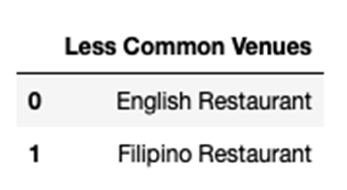 Less Common Venues
0 English Restaurant
1 Filipino Restaurant